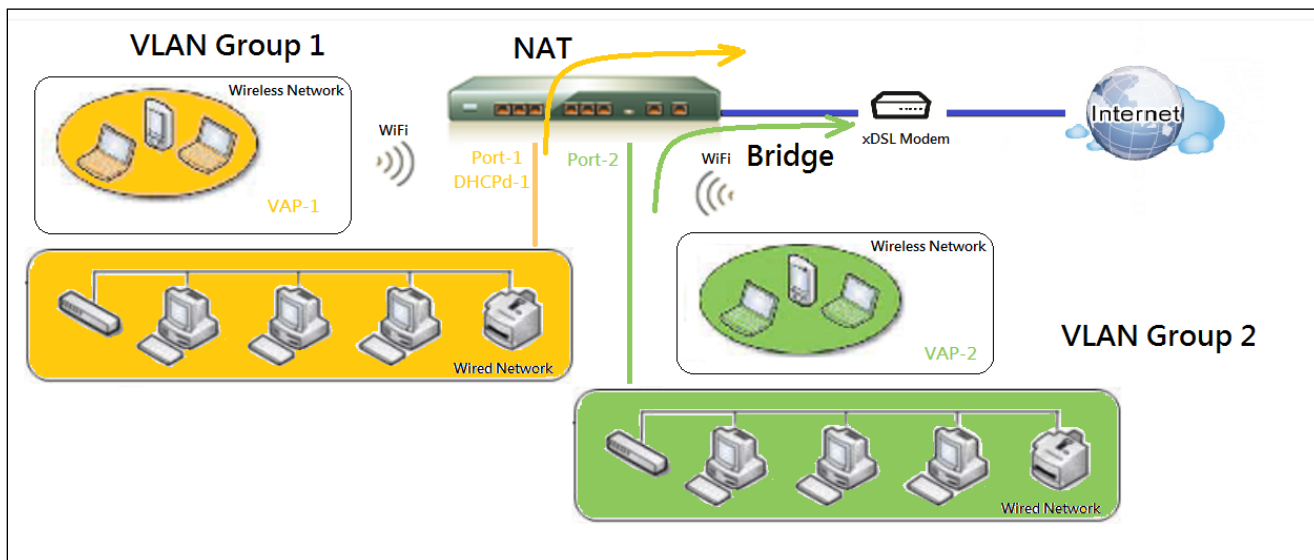 VLAN Group 1
NAT
Wireless Network
Internet
xDSL Modem
WiFi
Port-1
DHCPd-1
Port-2
WiFi
Bridge
VAP-1
Wireless Network
VLAN Group 2
VAP-2
Wired Network
Wired Network